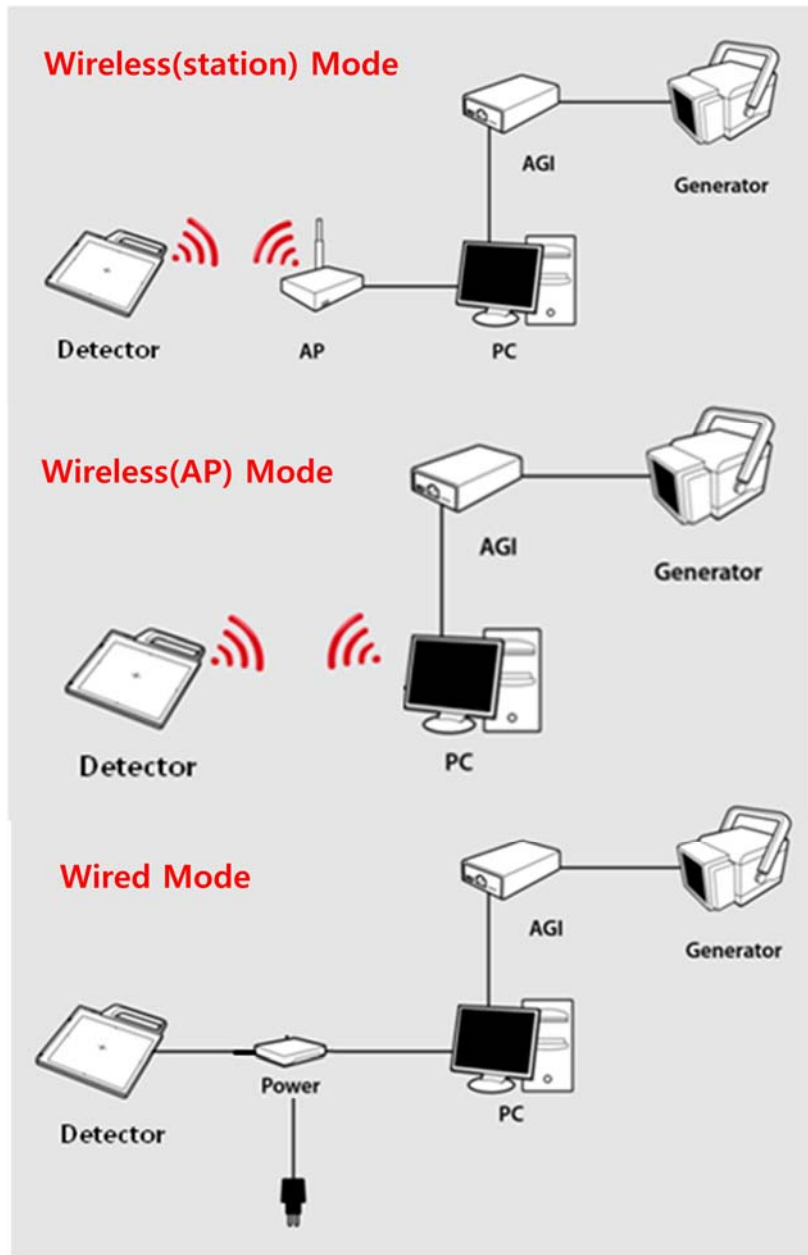 Wireless(station) Mode
AGI
Generator
Detector
AP
PC
Wireless(AP) Mode
AGI
Generator
Detector
PC
Wired Mode
AGI
Generator
Power
PC
Detector